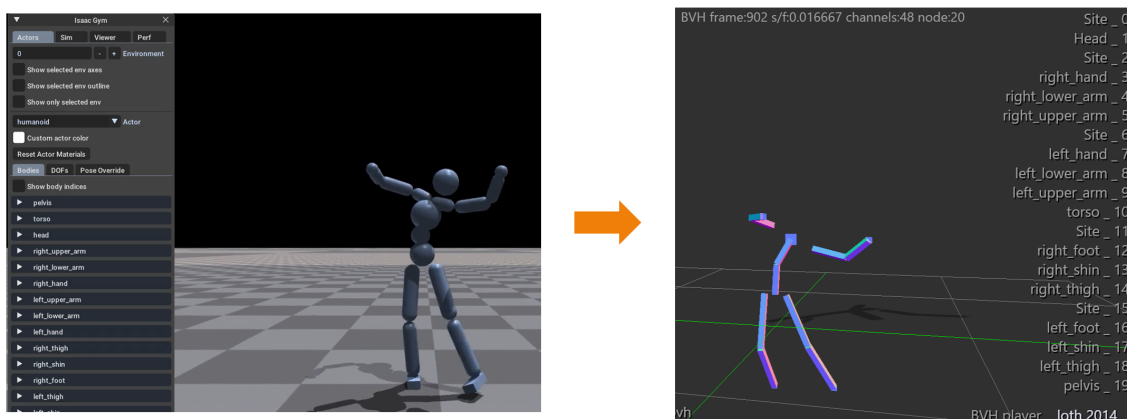 Isaac Gym
Actors Sim Viewer Perf
0 - + Environment
Show selected env axes
Show selected env outline
Show only selected env
humanoid Actor
Custom actor color
Reset Actor Materials
Bodies DOFs Pose Override
Show body indices
pelvis
torso
head
right_upper_arm
right_lower_arm
right_hand
left_upper_arm
left_lower_arm
left_hand
right_thigh
right_shin
right_foot
left_thigh
left_shin
BVH frame:902 s/f:0.016667 channels:48 node:20
Site _ 0
Head _ 1
Site _ 2
right_hand _ 3
right_lower_arm _ 4
right_upper_arm _ 5
Site _ 6
left_hand _ 7
left_lower_arm _ 8
left_upper_arm _ 9
torso _ 10
Site _ 11
right_foot _ 12
right_shin _ 13
right_thigh _ 14
Site _ 15
left_foot _ 16
left_shin _ 17
left_thigh _ 18
pelvis _ 19
vh
BVH player loth 2014